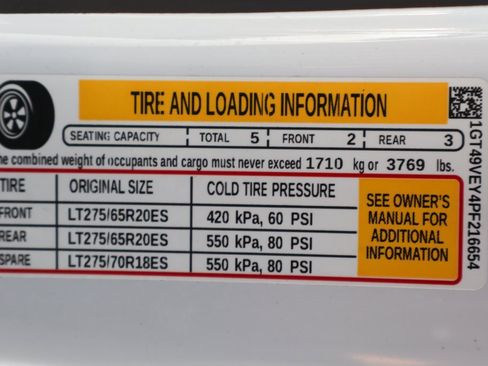 TIRE AND LOADING INFORMATION
SEATING CAPACITY TOTAL 5 FRONT 2 REAR 3
he combined weight of occupants and cargo must never exceed 1710 kg or 3769 lbs.
TIRE ORIGINAL SIZE COLD TIRE PRESSURE
FRONT LT275/65R20ES 420 kPa, 60 PSI
REAR LT275/65R20ES 550 kPa, 80 PSI
SPARE LT275/70R18ES 550 kPa, 80 PSI
SEE OWNER'S
MANUAL FOR
ADDITIONAL
INFORMATION
1GT49VEY4PF216654